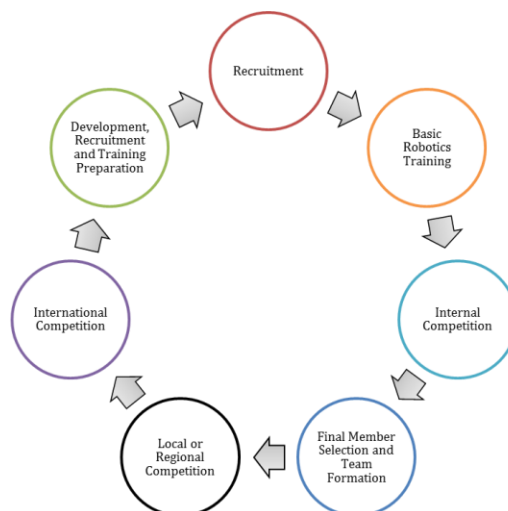 Recruitment
Basic
Robotics
Training
Internal
Competition
Final Member
Selection and
Team
Formation
Local or
Regional
Competition
International
Competition
Development,
Recruitment
and Training
Preparation